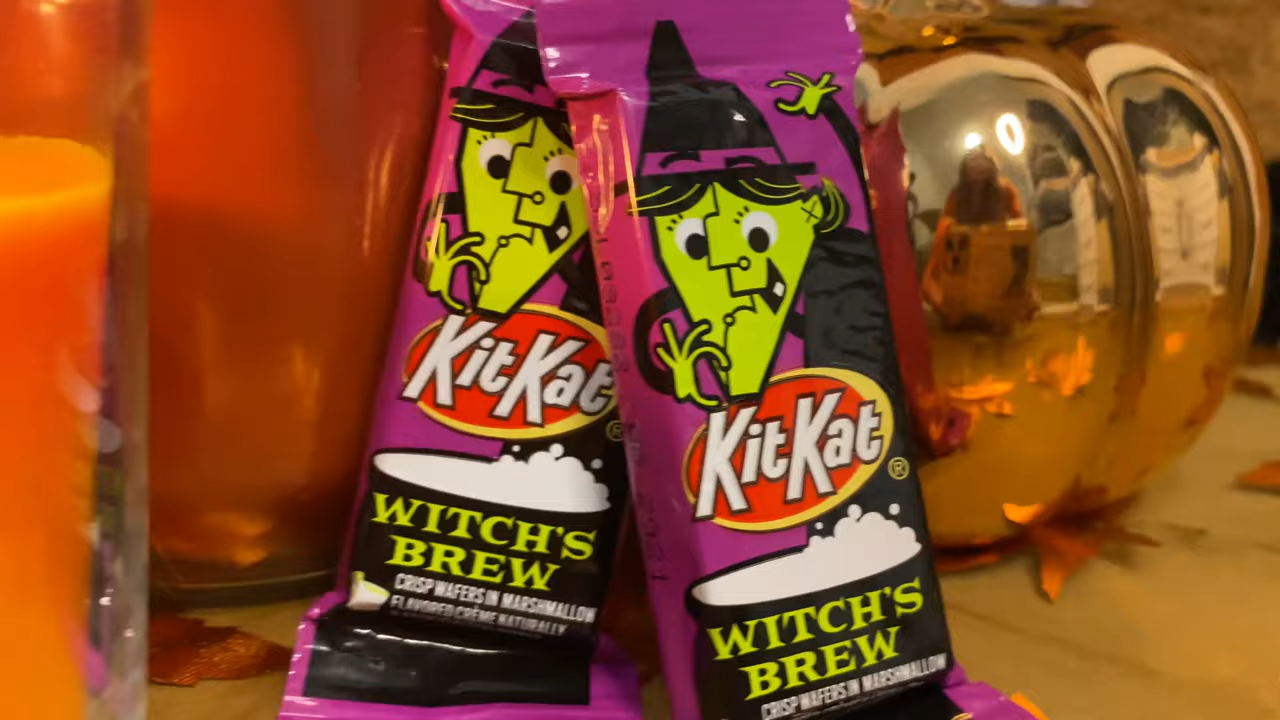 KitKat
®
WITCH'S
BREW
CRISP WAFERS IN MARSHMALLOW
FLAVORED CRÈME NATURALLY
KitKat
®
WITCH'S
BREW
CRISP WAFERS IN MARSHMALLOW